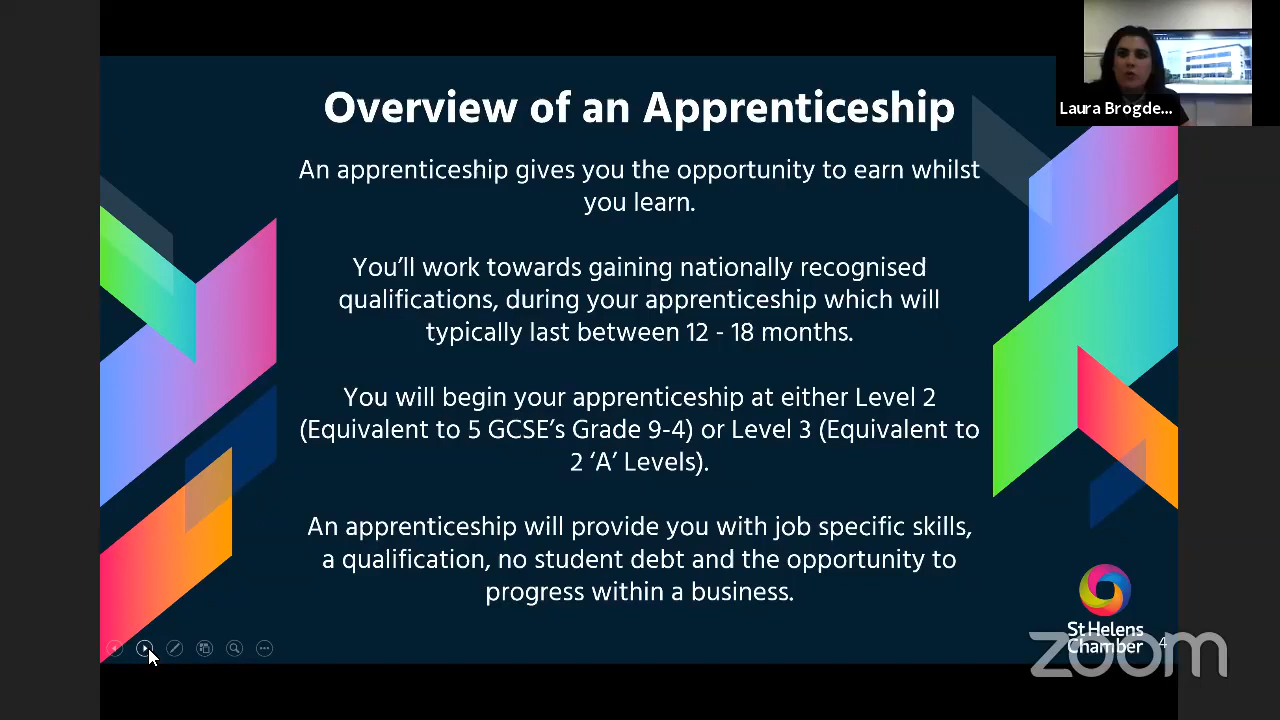 Overview of an Apprenticeship
Laura Brogde...
An apprenticeship gives you the opportunity to earn whilst
you learn.
You'll work towards gaining nationally recognised
qualifications, during your apprenticeship which will
typically last between 12 - 18 months.
You will begin your apprenticeship at either Level 2
(Equivalent to 5 GCSE's Grade 9-4) or Level 3 (Equivalent to
2 ‘A’ Levels).
An apprenticeship will provide you with job specific skills,
a qualification, no student debt and the opportunity to
progress within a business.
St Helens
Chamber
4
zoom